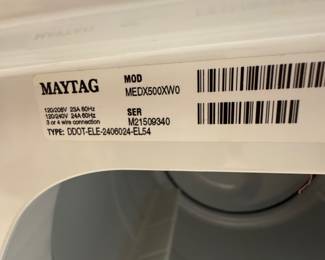 MAYTAG
MOD
MEDX500XW0
120/208V 23A 60Hz
120/240V 24A 60Hz
3 or 4 wire connection
SER
M21509340
TYPE: DDOT-ELE-2406024-EL54